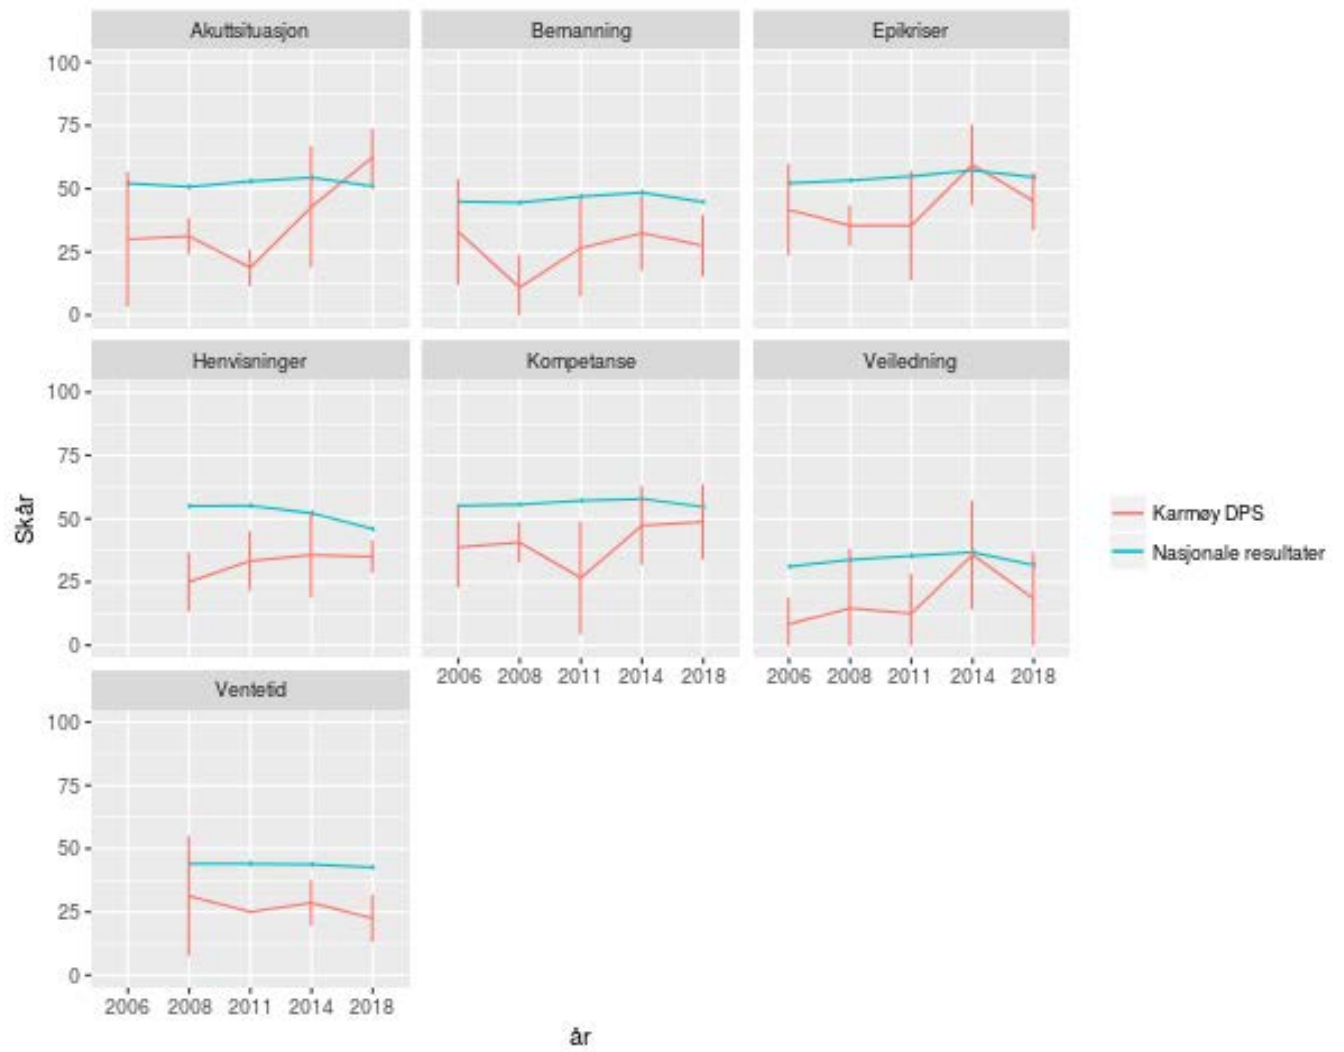 Akuttsituasjon
Bemanning
Epikriser
100
75
50
25
0
Henvisninger
Kompetanse
Veiledning
100
75
50
25
0
2006 2008 2011 2014 2018
2006 2008 2011 2014 2018
Ventetid
100
75
50
25
0
2006 2008 2011 2014 2018
Skår
år
Karmøy DPS
Nasjonale resultater